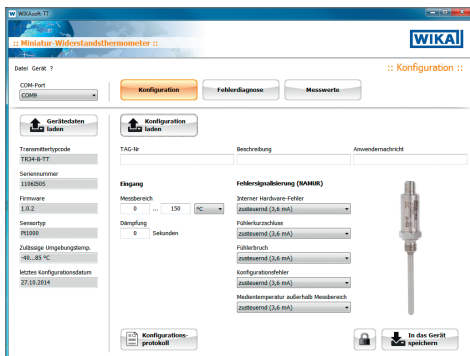 WIKAsoft-TT
:: Miniatur-Widerstandsthermometer ::
WIKA
Datei Gerät ?
:: Konfiguration ::
COM-Port
COM9
Konfiguration
Fehlerdiagnose
Messwerte
Gerätedaten laden
Konfiguration laden
Transmittertypcode
TR34-B-TT
TAG-Nr
Beschreibung
Anwendernachricht
Seriennummer
1106I5OS
Firmware
1.0.2
Sensortyp
Pt1000
Zulässige Umgebungstemp.
-40...85 °C
letztes Konfigurationsdatum
27.10.2014
Eingang
Messbereich
0 ... 150 °C
Dämpfung
0 Sekunden
Fehlersignalisierung (NAMUR)
Interner Hardware-Fehler
zusteuernd (3,6 mA)
Fühlerkurzschluss
zusteuernd (3,6 mA)
Fühlerbruch
zusteuernd (3,6 mA)
Konfigurationsfehler
zusteuernd (3,6 mA)
Medientemperatur außerhalb Messbereich
zusteuernd (3,6 mA)
Konfigurations-
protokoll
In das Gerät
speichern